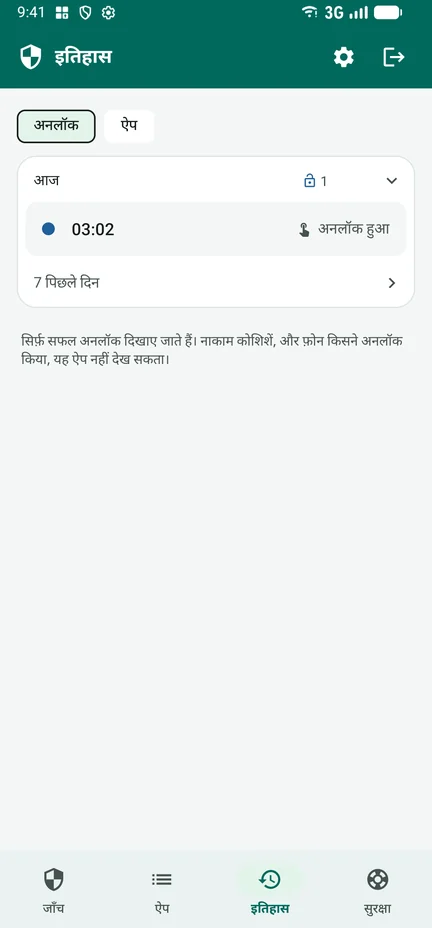 9:41
3G
इतिहास
अनलॉक
ऐप
आज
1
03:02
अनलॉक हुआ
7 पिछले दिन
सिर्फ़ सफल अनलॉक दिखाए जाते हैं। नाकाम कोशिशें, और फ़ोन किसने अनलॉक
किया, यह ऐप नहीं देख सकता।
जाँच
ऐप
इतिहास
सुरक्षा